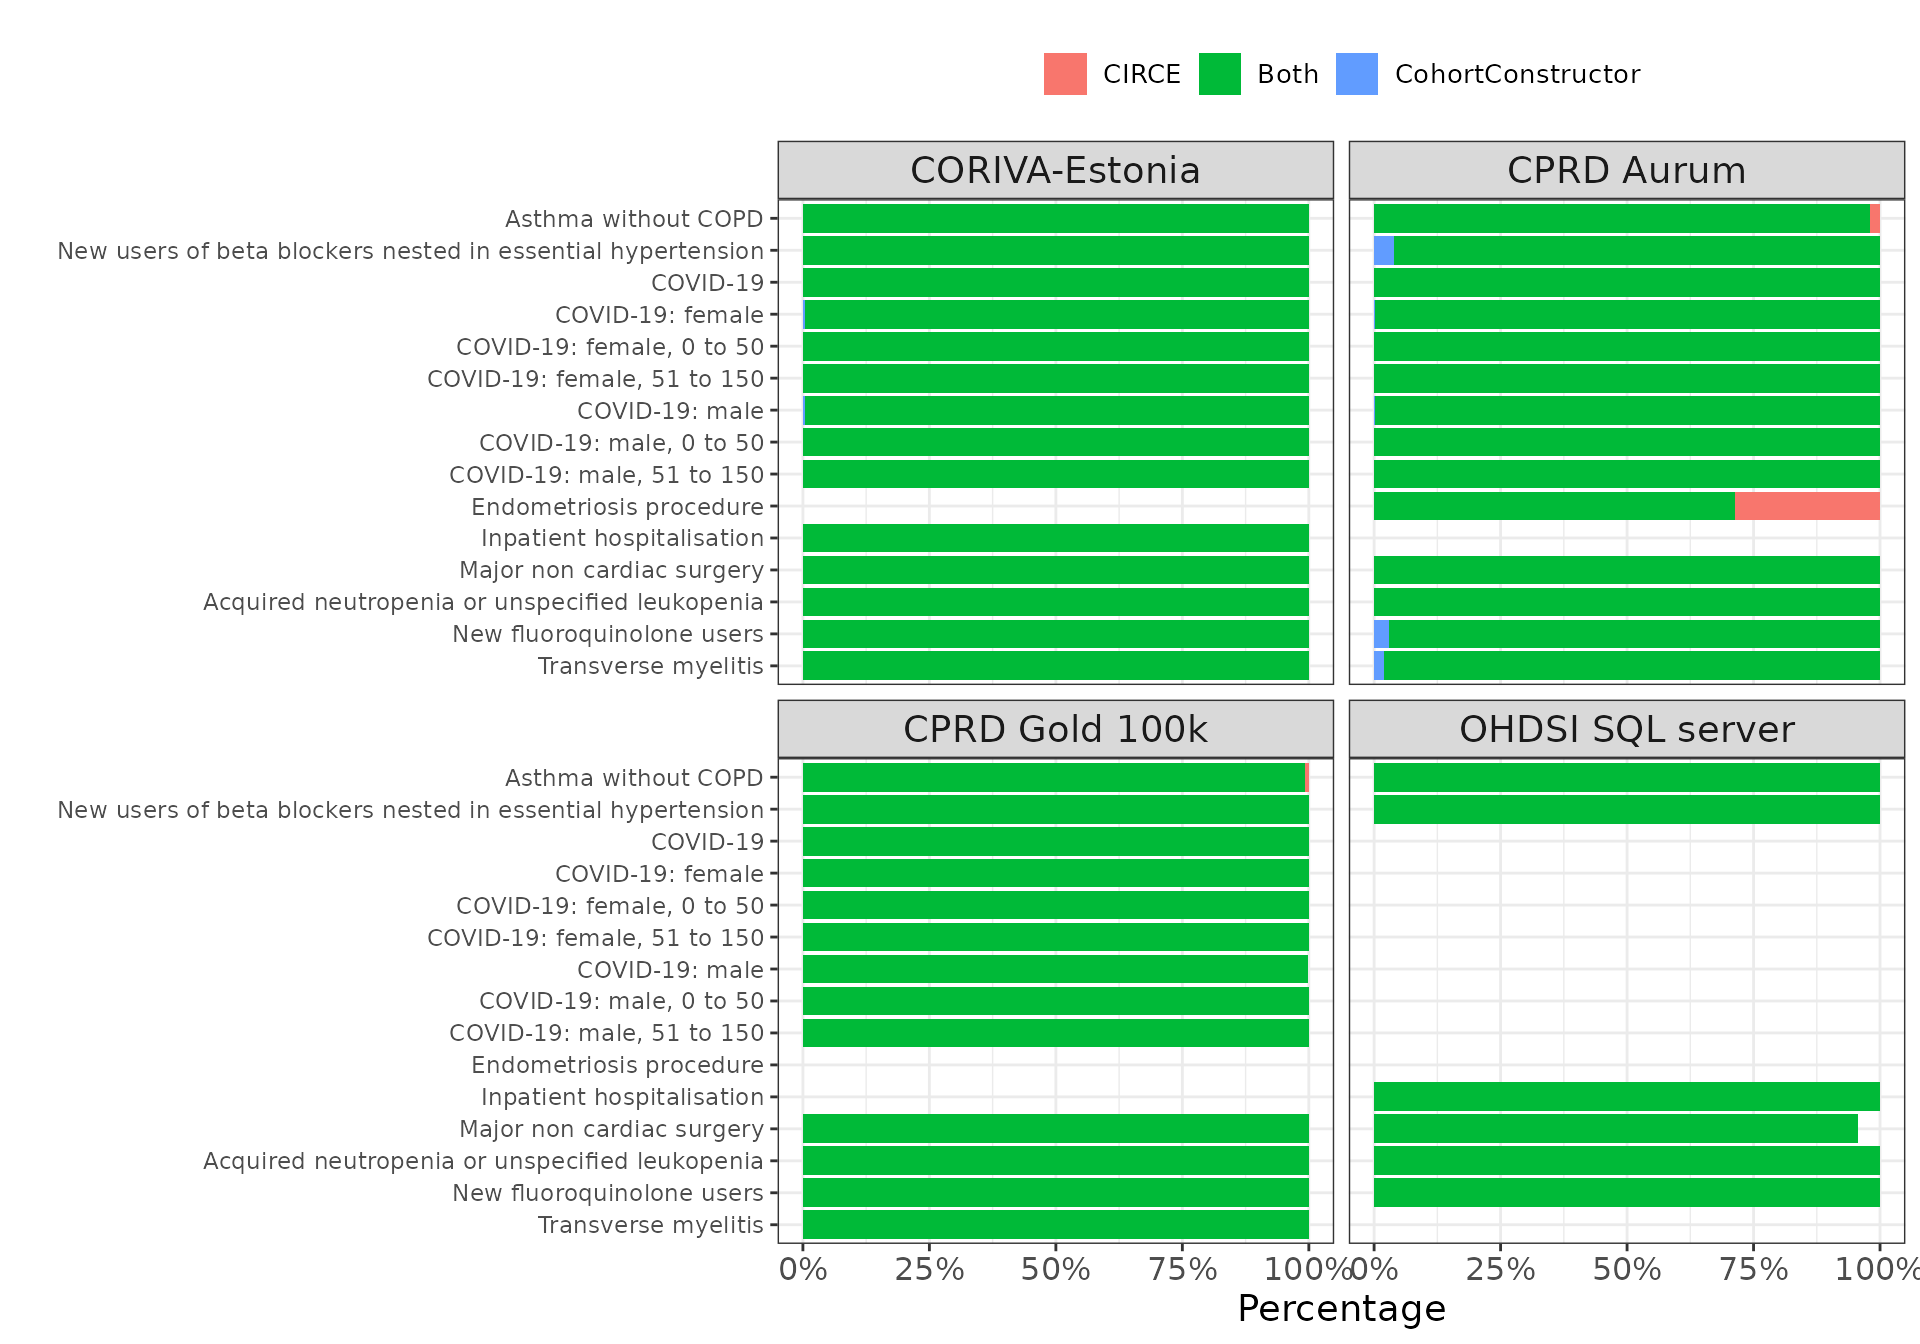 CIRCE Both CohortConstructor
CORIVA-Estonia CPRD Aurum
Asthma without COPD
New users of beta blockers nested in essential hypertension
COVID-19
COVID-19: female
COVID-19: female, 0 to 50
COVID-19: female, 51 to 150
COVID-19: male
COVID-19: male, 0 to 50
COVID-19: male, 51 to 150
Endometriosis procedure
Inpatient hospitalisation
Major non cardiac surgery
Acquired neutropenia or unspecified leukopenia
New fluoroquinolone users
Transverse myelitis
CPRD Gold 100k OHDSI SQL server
Asthma without COPD
New users of beta blockers nested in essential hypertension
COVID-19
COVID-19: female
COVID-19: female, 0 to 50
COVID-19: female, 51 to 150
COVID-19: male
COVID-19: male, 0 to 50
COVID-19: male, 51 to 150
Endometriosis procedure
Inpatient hospitalisation
Major non cardiac surgery
Acquired neutropenia or unspecified leukopenia
New fluoroquinolone users
Transverse myelitis
0% 25% 50% 75% 100% 0% 25% 50% 75% 100%
Percentage